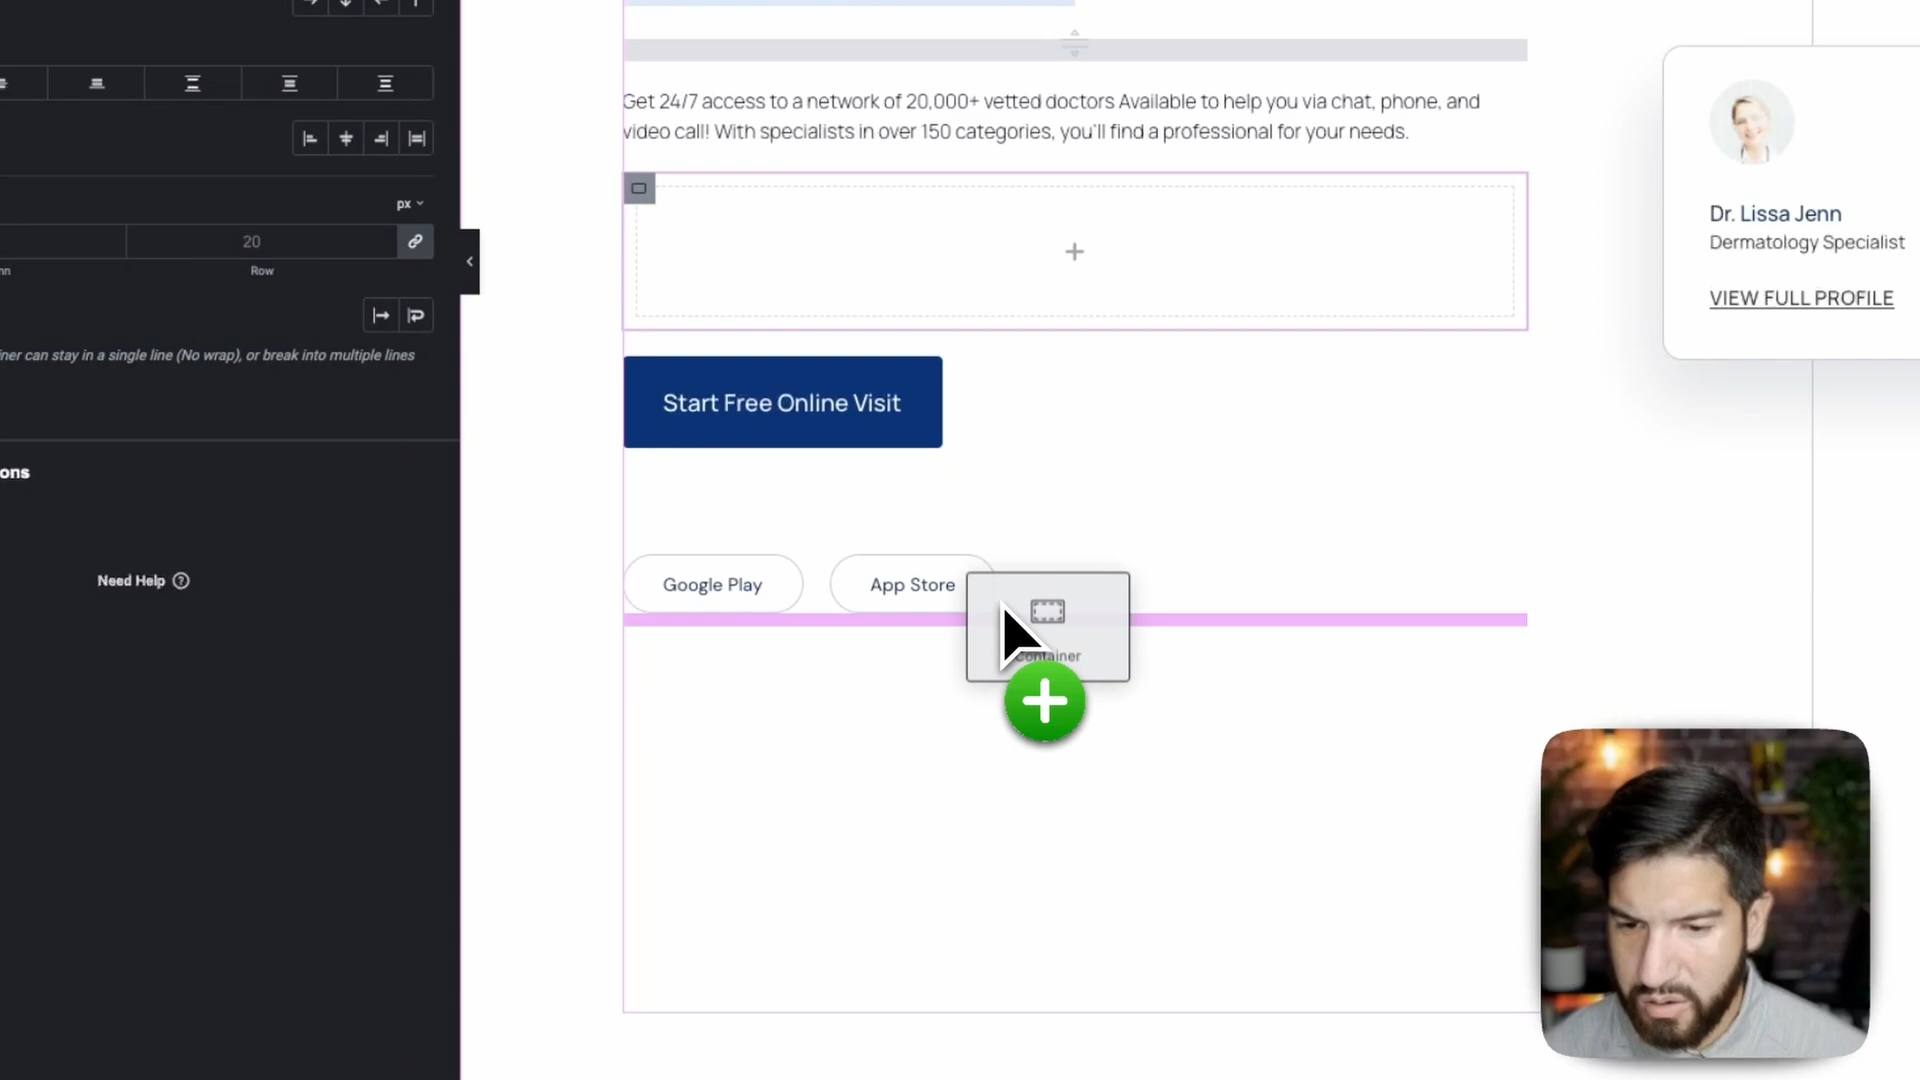 px
20
nn
Row
iner can stay in a single line (No wrap), or break into multiple lines
ons
Need Help
Get 24/7 access to a network of 20,000+ vetted doctors Available to help you via chat, phone, and
video call! With specialists in over 150 categories, you'll find a professional for your needs.
Start Free Online Visit
Google Play
App Store
Container
Dr. Lissa Jenn
Dermatology Specialist
VIEW FULL PROFILE